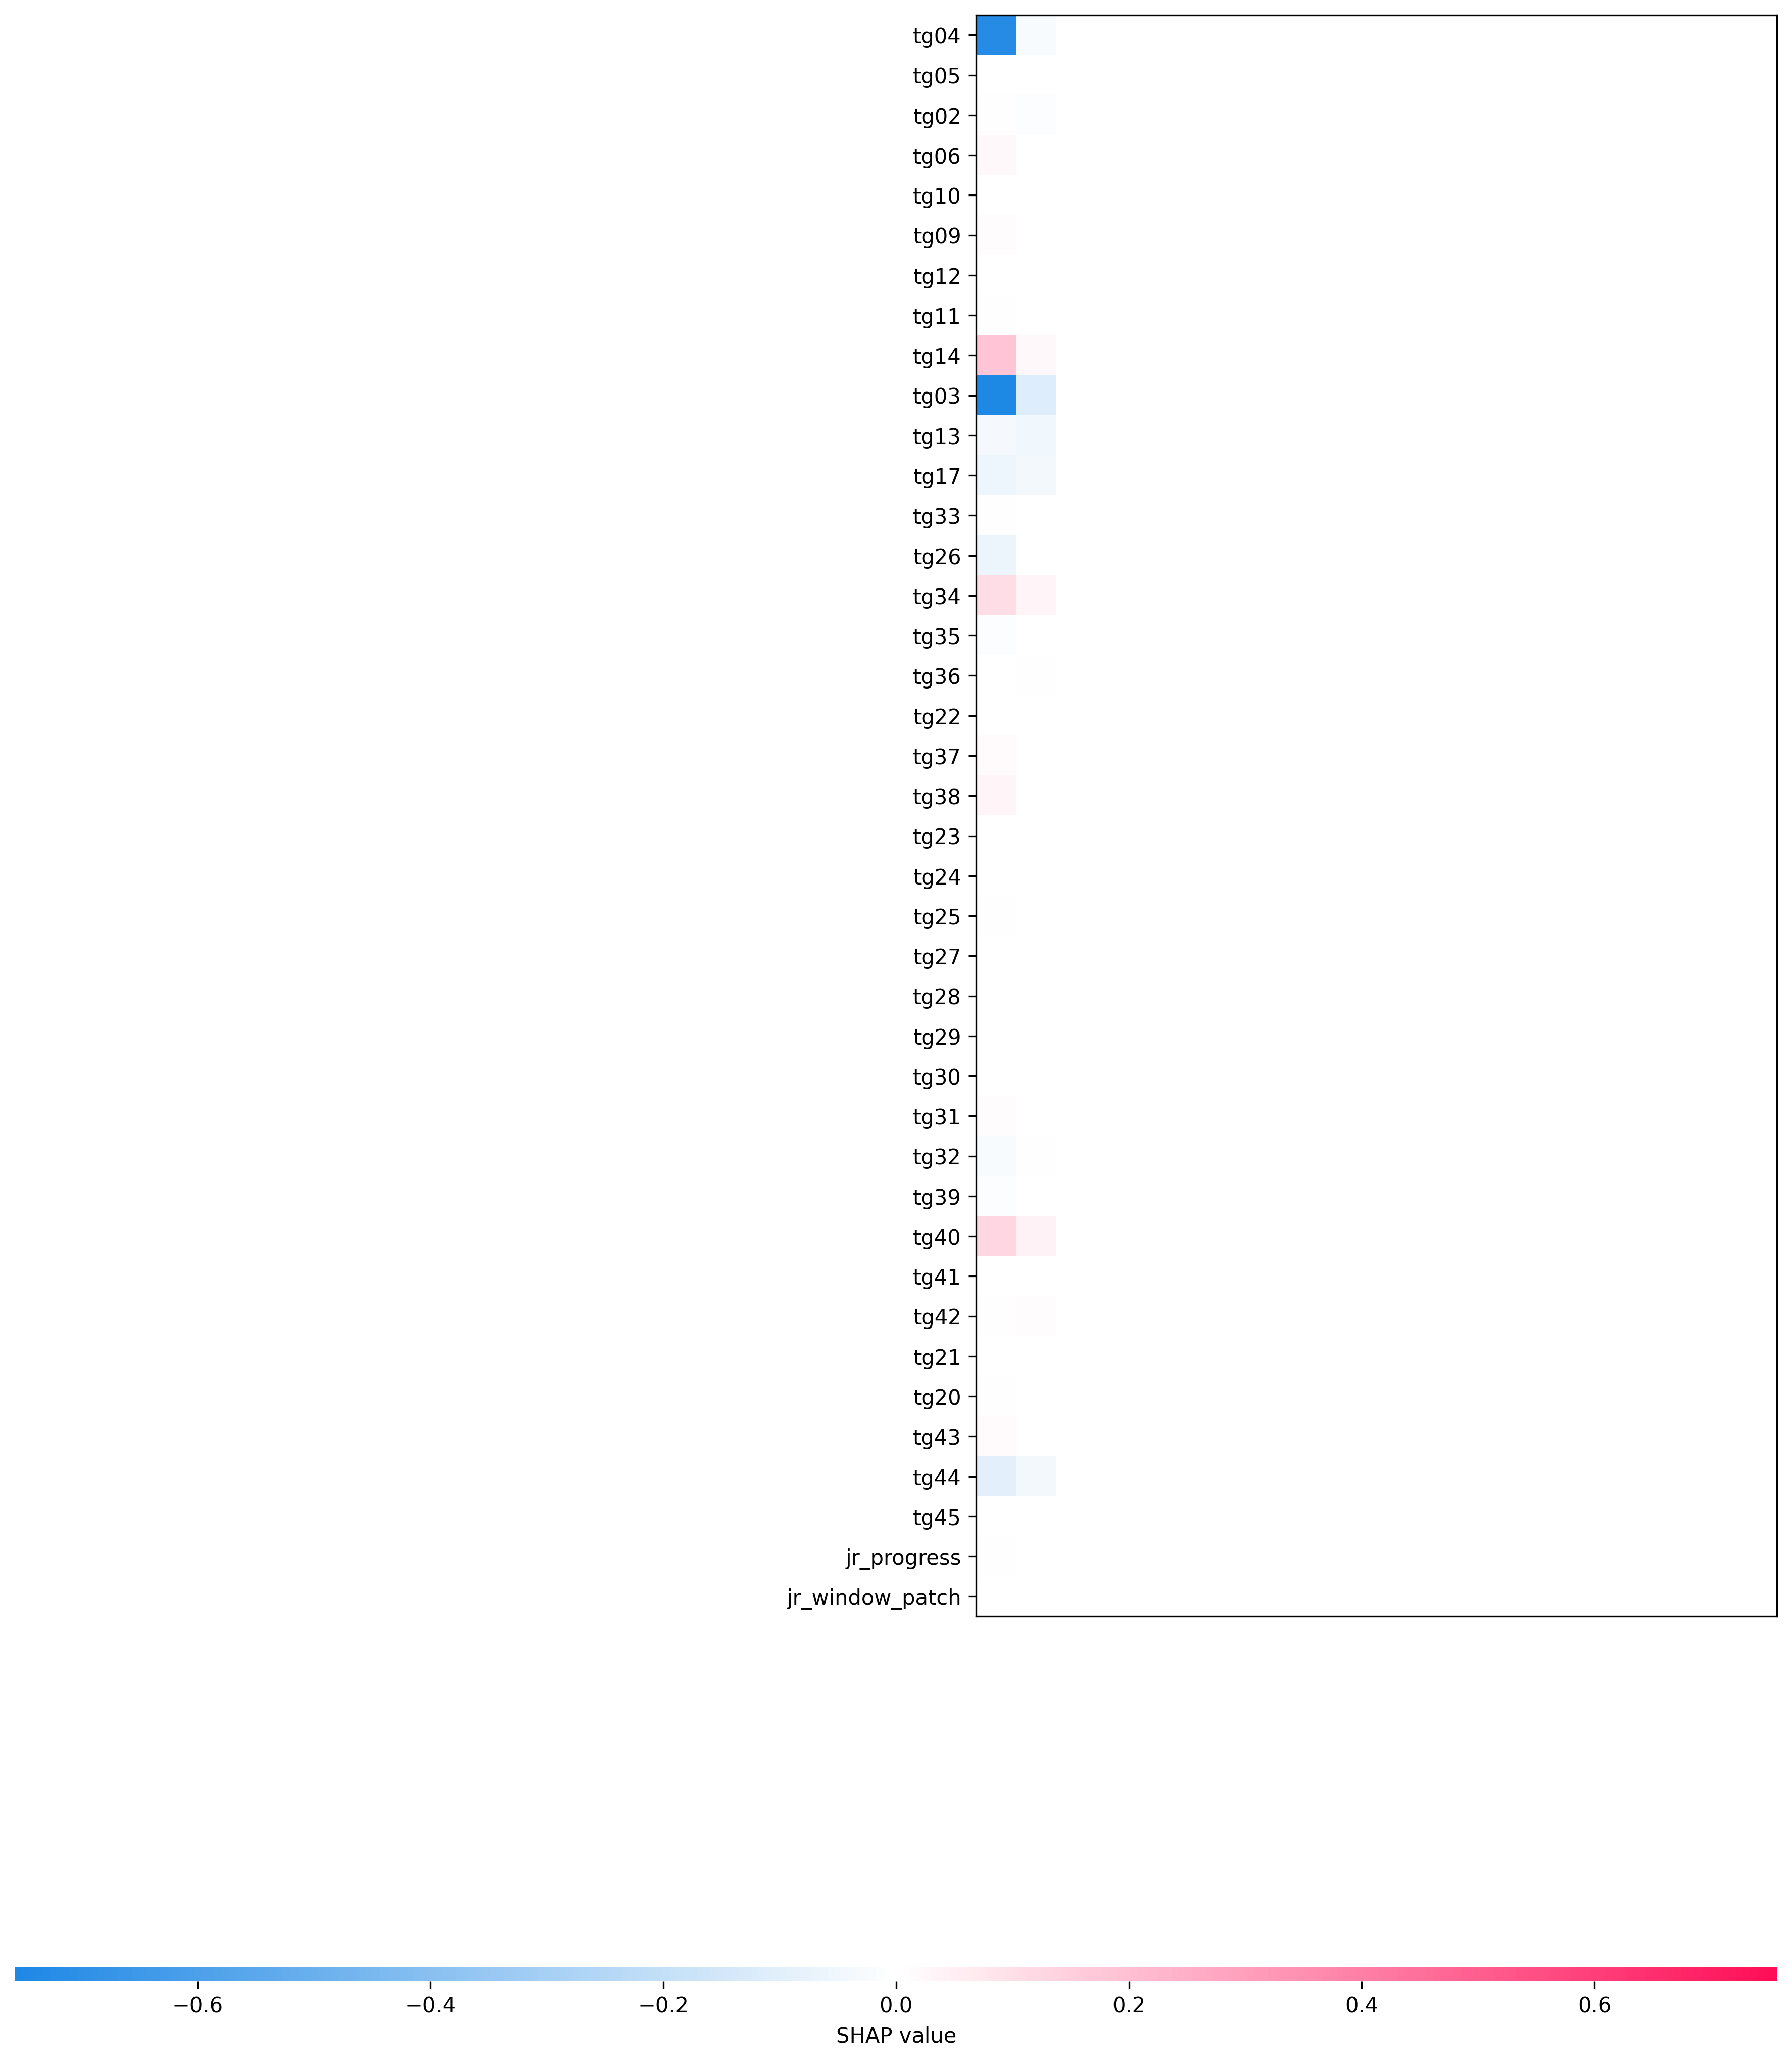 tg04
tg05
tg02
tg06
tg10
tg09
tg12
tg11
tg14
tg03
tg13
tg17
tg33
tg26
tg34
tg35
tg36
tg22
tg37
tg38
tg23
tg24
tg25
tg27
tg28
tg29
tg30
tg31
tg32
tg39
tg40
tg41
tg42
tg21
tg20
tg43
tg44
tg45
jr_progress
jr_window_patch
−0.6 −0.4 −0.2 0.0 0.2 0.4 0.6
SHAP value